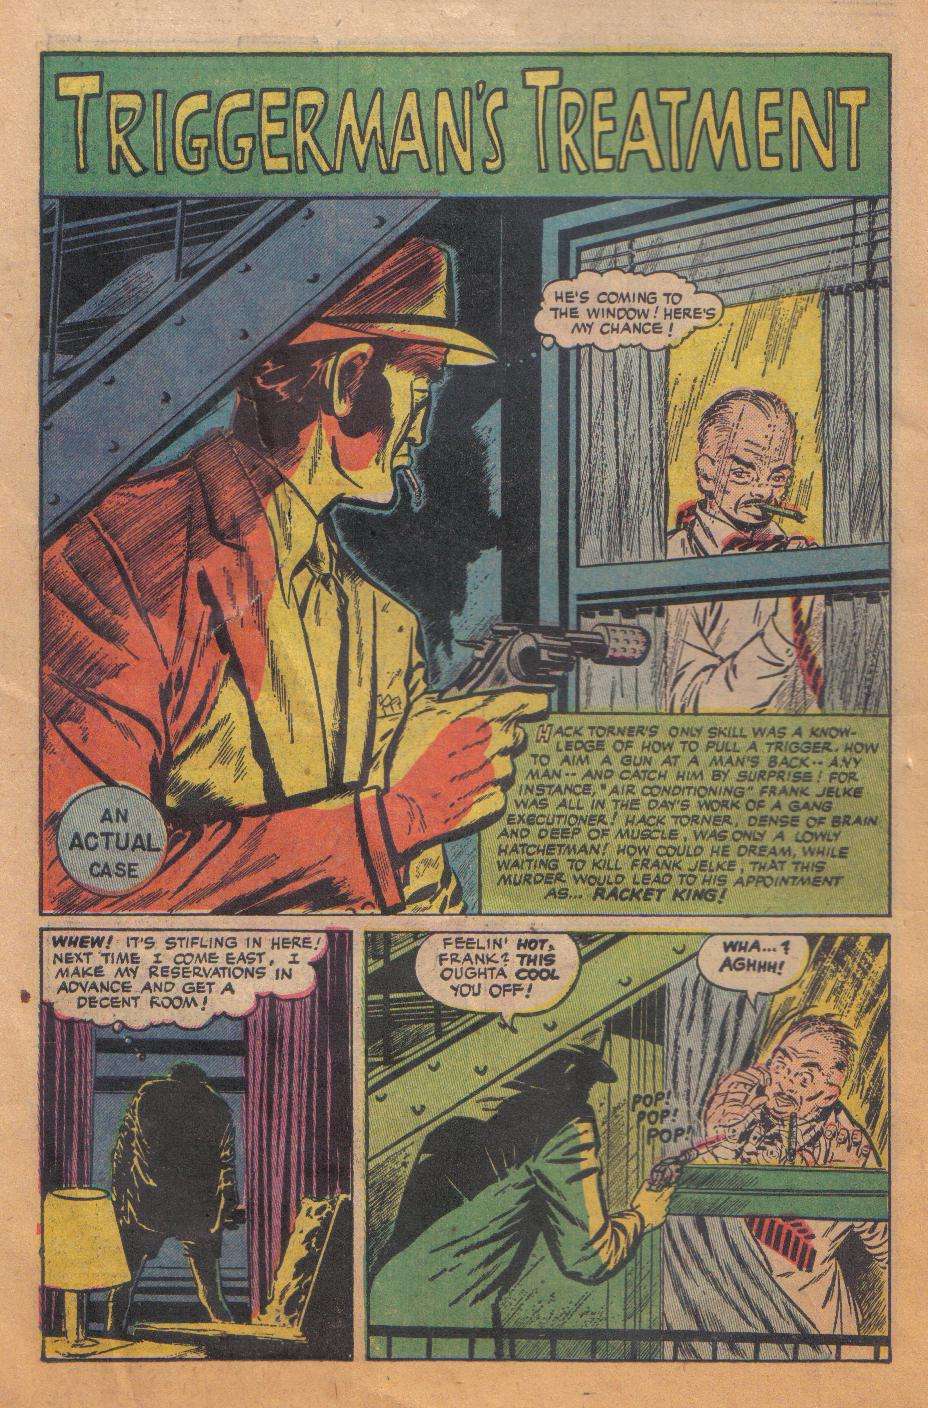 TRIGGERMAN'S TREATMENT
HE'S COMING TO
THE WINDOW! HERE'S
MY CHANCE!
HACK TORNER'S ONLY SKILL WAS A KNOW-
LEDGE OF HOW TO PULL A TRIGGER. HOW
TO AIM A GUN AT A MAN'S BACK-- ANY
MAN-- AND CATCH HIM BY SURPRISE! FOR
INSTANCE, "AIR CONDITIONING" FRANK JELKE
WAS ALL IN THE DAY'S WORK OF A GANG
EXECUTIONER! HACK TORNER, DENSE OF BRAIN
AND DEEP OF MUSCLE, WAS ONLY A LOWLY
HATCHETMAN! HOW COULD HE DREAM, WHILE
WAITING TO KILL FRANK JELKE, THAT THIS
MURDER WOULD LEAD TO HIS APPOINTMENT
AS... RACKET KING!
AN
ACTUAL
CASE
WHEW! IT'S STIFLING IN HERE!
NEXT TIME I COME EAST, I
MAKE MY RESERVATIONS IN
ADVANCE AND GET A
DECENT ROOM!
FEELIN' HOT,
FRANK? THIS
OUGHTA COOL
YOU OFF!
WHA...?
AGHHH!
POP!
POP!
POP!